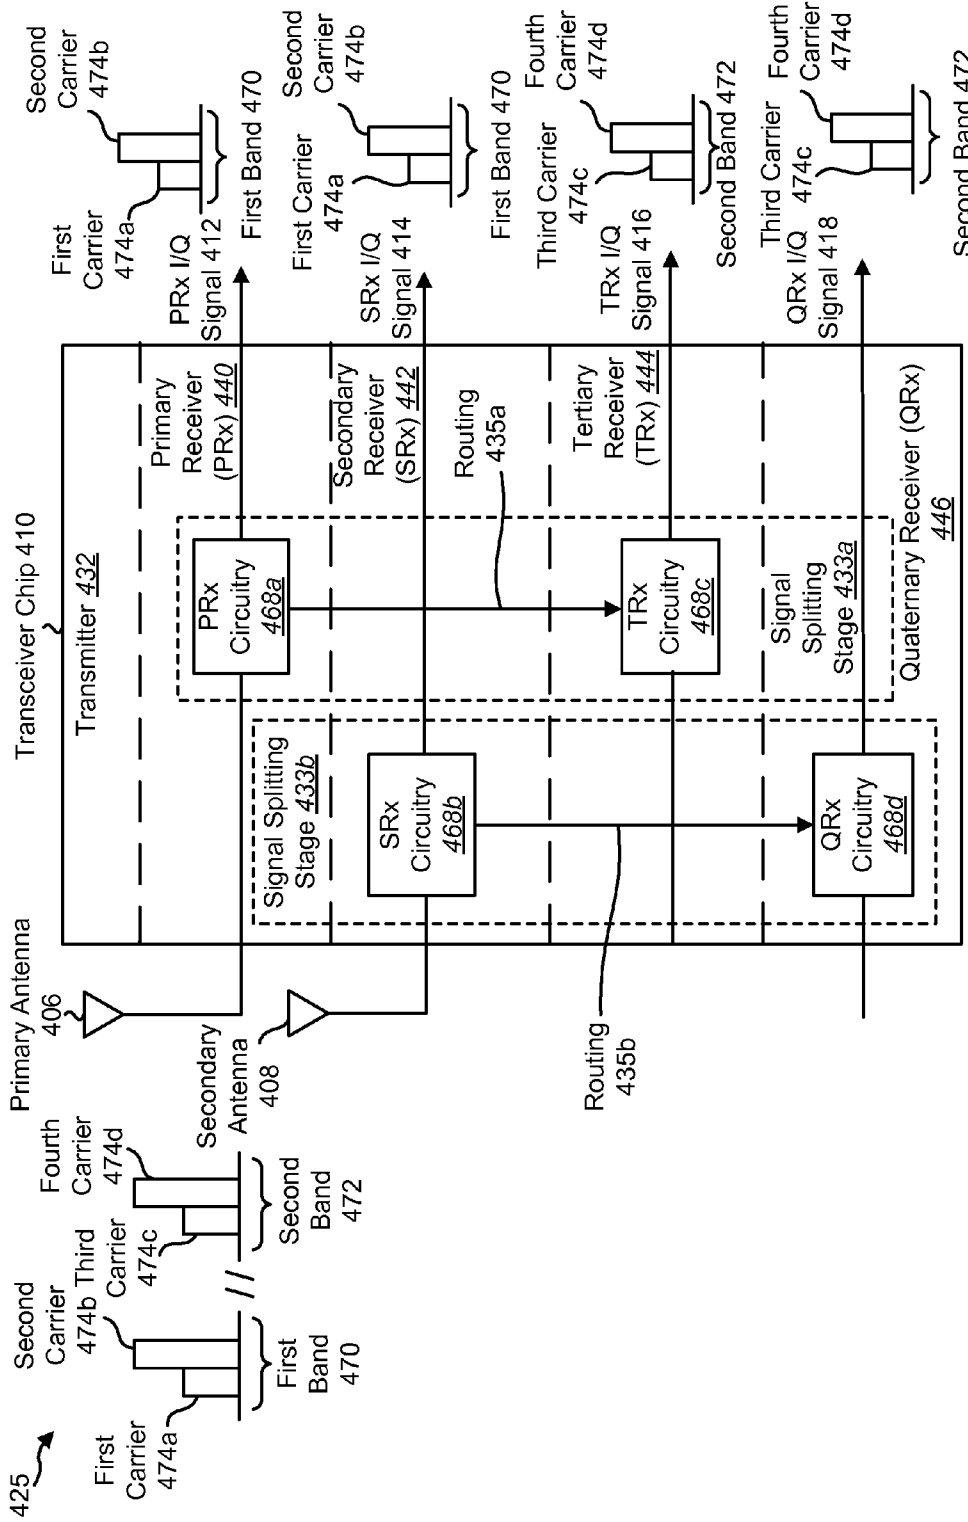 425
First
Carrier
474a
Second
Carrier
474b
First
Band
470
Third
Carrier
474c
Fourth
Carrier
474d
Second
Band
472
Primary Antenna
406
Secondary
Antenna
408
Routing
435b
Transceiver Chip 410
Transmitter 432
Signal Splitting
Stage 433b
SRx
Circuitry
468b
QRx
Circuitry
468d
PRx
Circuitry
468a
TRx
Circuitry
468c
Signal
Splitting
Stage 433a
Primary
Receiver
(PRx) 440
Secondary
Receiver
(SRx) 442
Routing
435a
Tertiary
Receiver
(TRx) 444
Quaternary Receiver (QRx)
446
PRx I/Q
Signal 412
First
Carrier
474a
Second
Carrier
474b
First Band 470
SRx I/Q
Signal 414
First Carrier
474a
Second
Carrier
474b
First Band 470
TRx I/Q
Signal 416
Third Carrier
474c
Fourth
Carrier
474d
Second Band 472
QRx I/Q
Signal 418
Third Carrier
474c
Fourth
Carrier
474d
Second Band 472